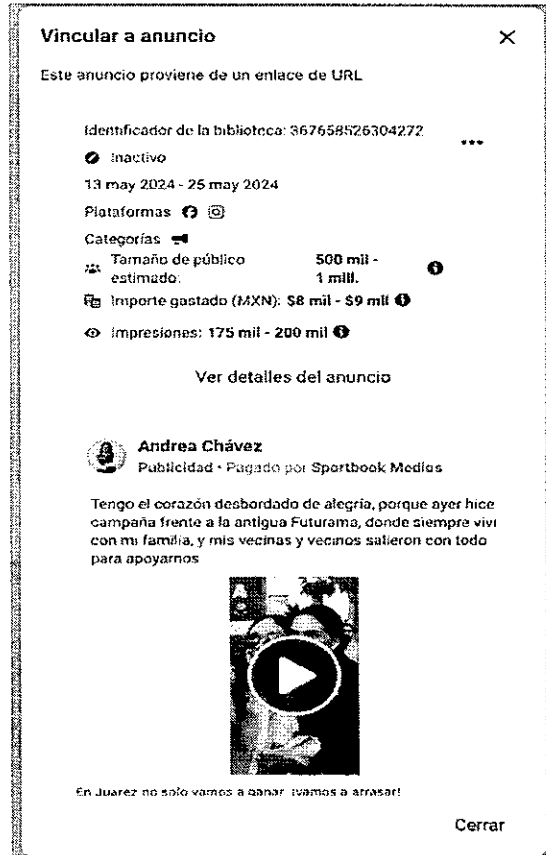 Vincular a anuncio
Este anuncio proviene de un enlace de URL
Identificador de la biblioteca: 367658526304272
Inactivo
13 may 2024 - 25 may 2024
Plataformas
Categorías
Tamaño de público 500 mil -
estimado: 1 mill.
Importe gastado (MXN): $8 mil - $9 mil
Impresiones: 175 mil - 200 mil
Ver detalles del anuncio
Andrea Chávez
Publicidad • Pagado por Sportbook Medios
Tengo el corazón desbordado de alegría, porque ayer hice
campaña frente a la antigua Futurama, donde siempre viví
con mi familia, y mis vecinas y vecinos salieron con todo
para apoyarnos
En Juarez no solo vamos a ganar ¡vamos a arrasar!
Cerrar